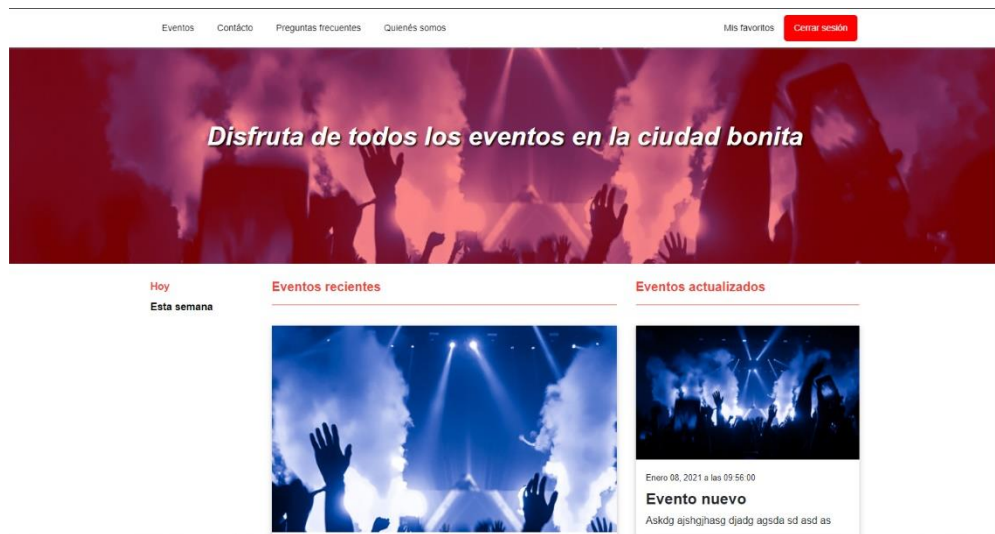 Eventos Contácto Preguntas frecuentes Quienés somos Mis favoritos Cerrar sesión
Disfruta de todos los eventos en la ciudad bonita
Hoy
Esta semana
Eventos recientes
Eventos actualizados
Enero 08, 2021 a las 09:56:00
Evento nuevo
Askdg ajshgjhasg djadg agsda sd asd as